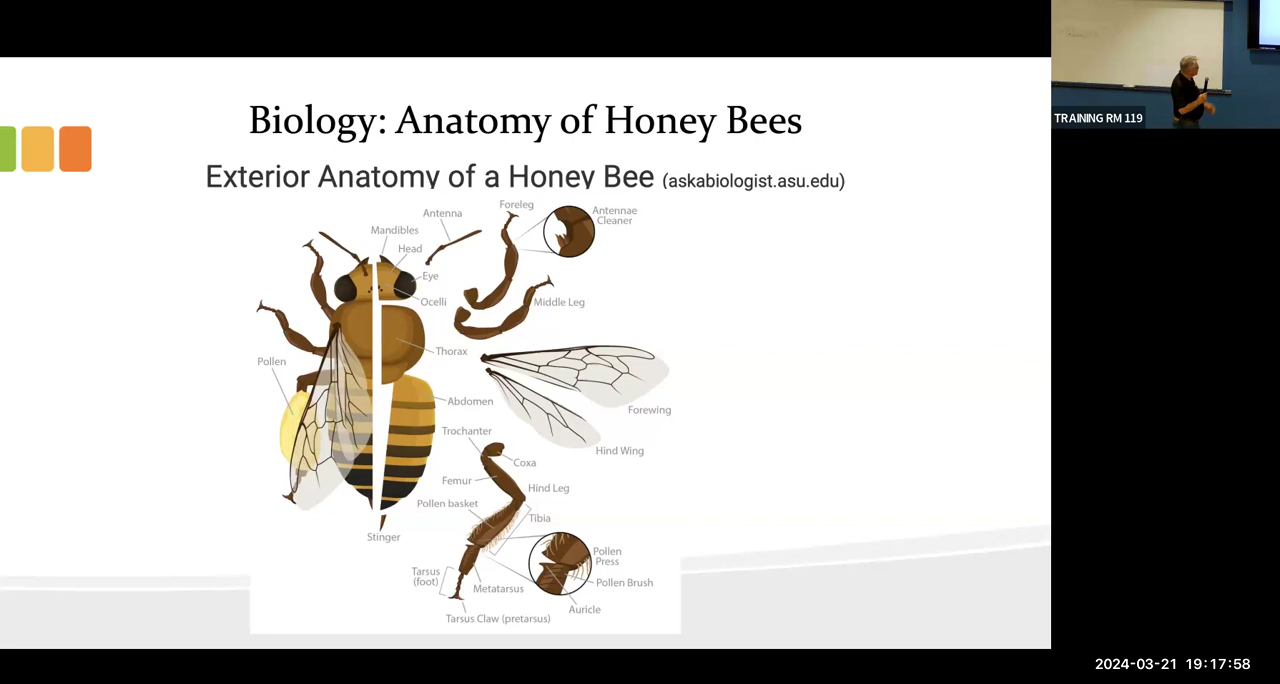 Biology: Anatomy of Honey Bees
Exterior Anatomy of a Honey Bee (askabiologist.asu.edu)
Foreleg
Antennae
Cleaner
Antenna
Mandibles
Head
Eye
Ocelli
Middle Leg
Thorax
Pollen
Abdomen
Forewing
Trochanter
Hind Wing
Coxa
Femur
Hind Leg
Pollen basket
Tibia
Stinger
Pollen
Press
Tarsus
(foot)
Pollen Brush
Metatarsus
Auricle
Tarsus Claw (pretarsus)
TRAINING RM 119
2024-03-21 19:17:58